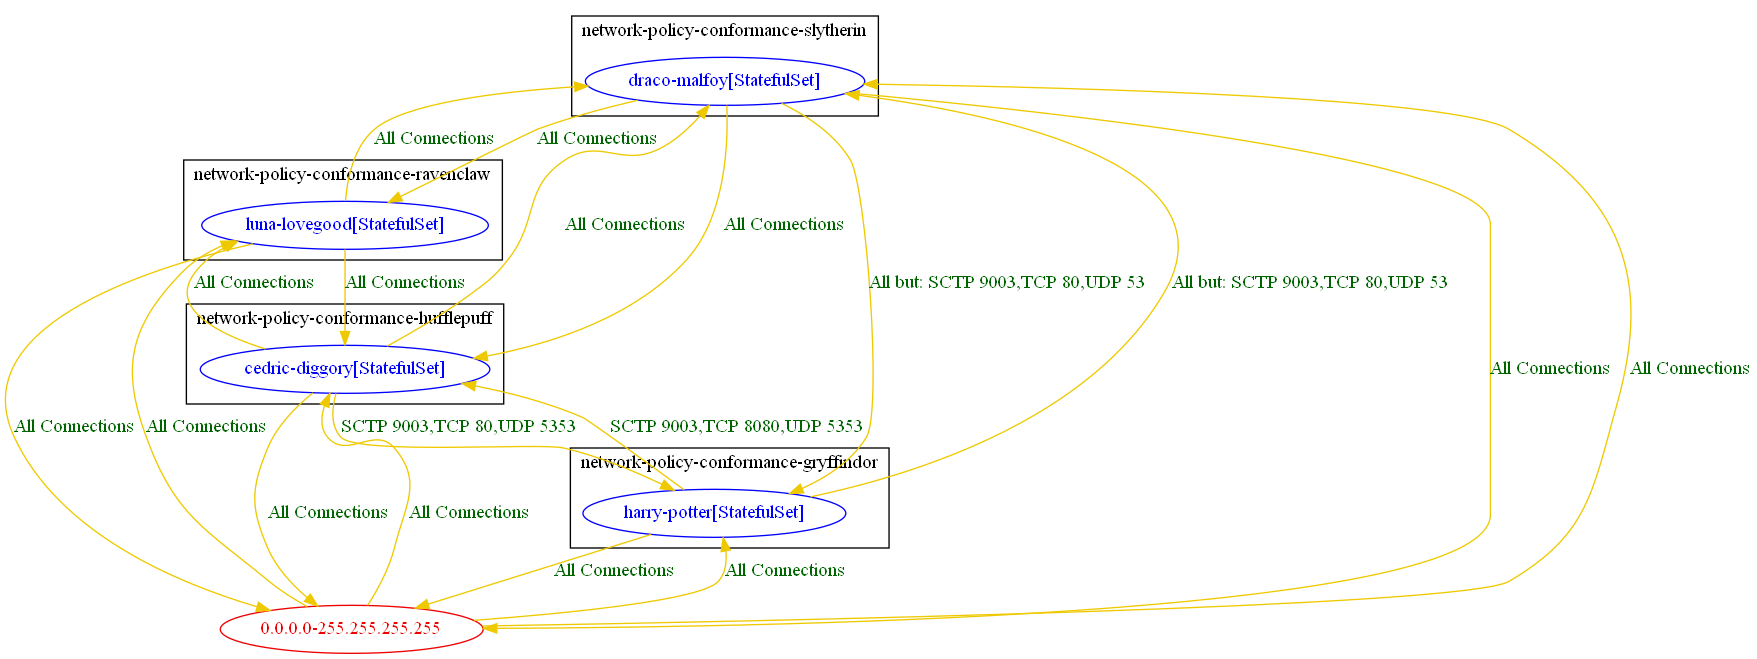 network-policy-conformance-slytherin
draco-malfoy[StatefulSet]
All Connections
All Connections
network-policy-conformance-ravenclaw
luna-lovegood[StatefulSet]
All Connections
All Connections
All Connections
All Connections
All but: SCTP 9003,TCP 80,UDP 53
All but: SCTP 9003,TCP 80,UDP 53
network-policy-conformance-hufflepuff
cedric-diggory[StatefulSet]
All Connections
All Connections
All Connections
All Connections
SCTP 9003,TCP 80,UDP 5353
SCTP 9003,TCP 8080,UDP 5353
network-policy-conformance-gryffindor
harry-potter[StatefulSet]
All Connections
All Connections
All Connections
All Connections
0.0.0.0-255.255.255.255